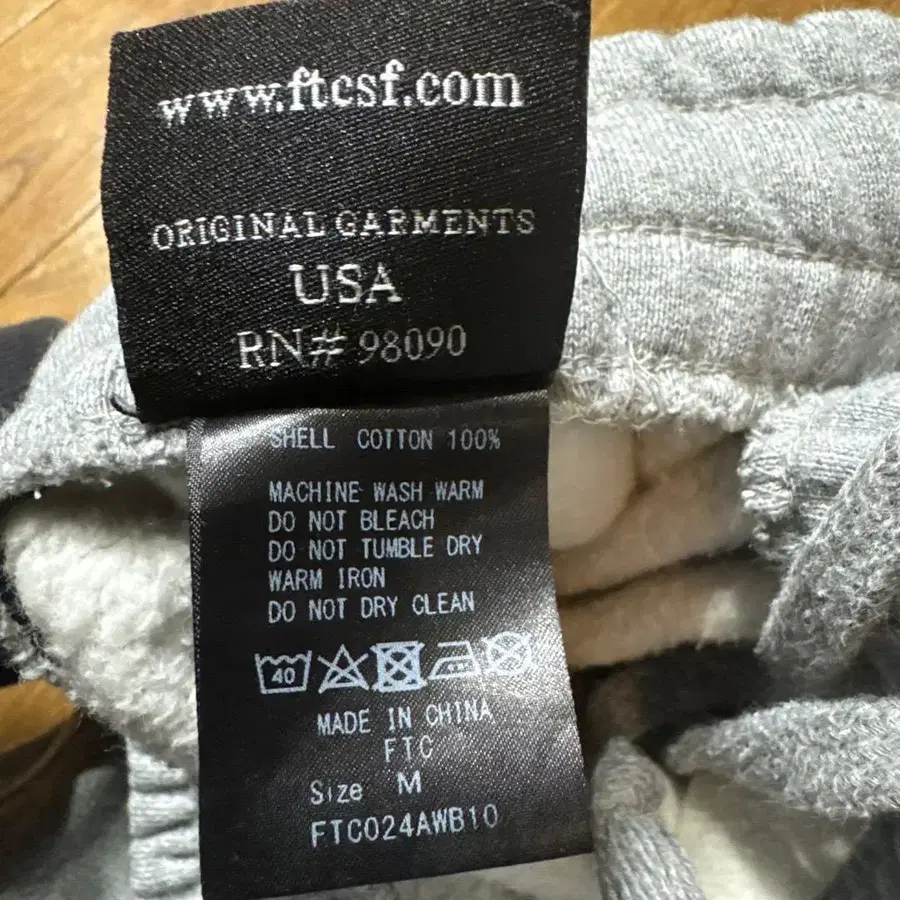 www.ftcsf.com
ORIGINAL GARMENTS
USA
RN# 98090
SHELL COTTON 100%
MACHINE WASH WARM
DO NOT BLEACH
DO NOT TUMBLE DRY
WARM IRON
DO NOT DRY CLEAN
40
MADE IN CHINA
FTC
Size M
FTC024AWB10